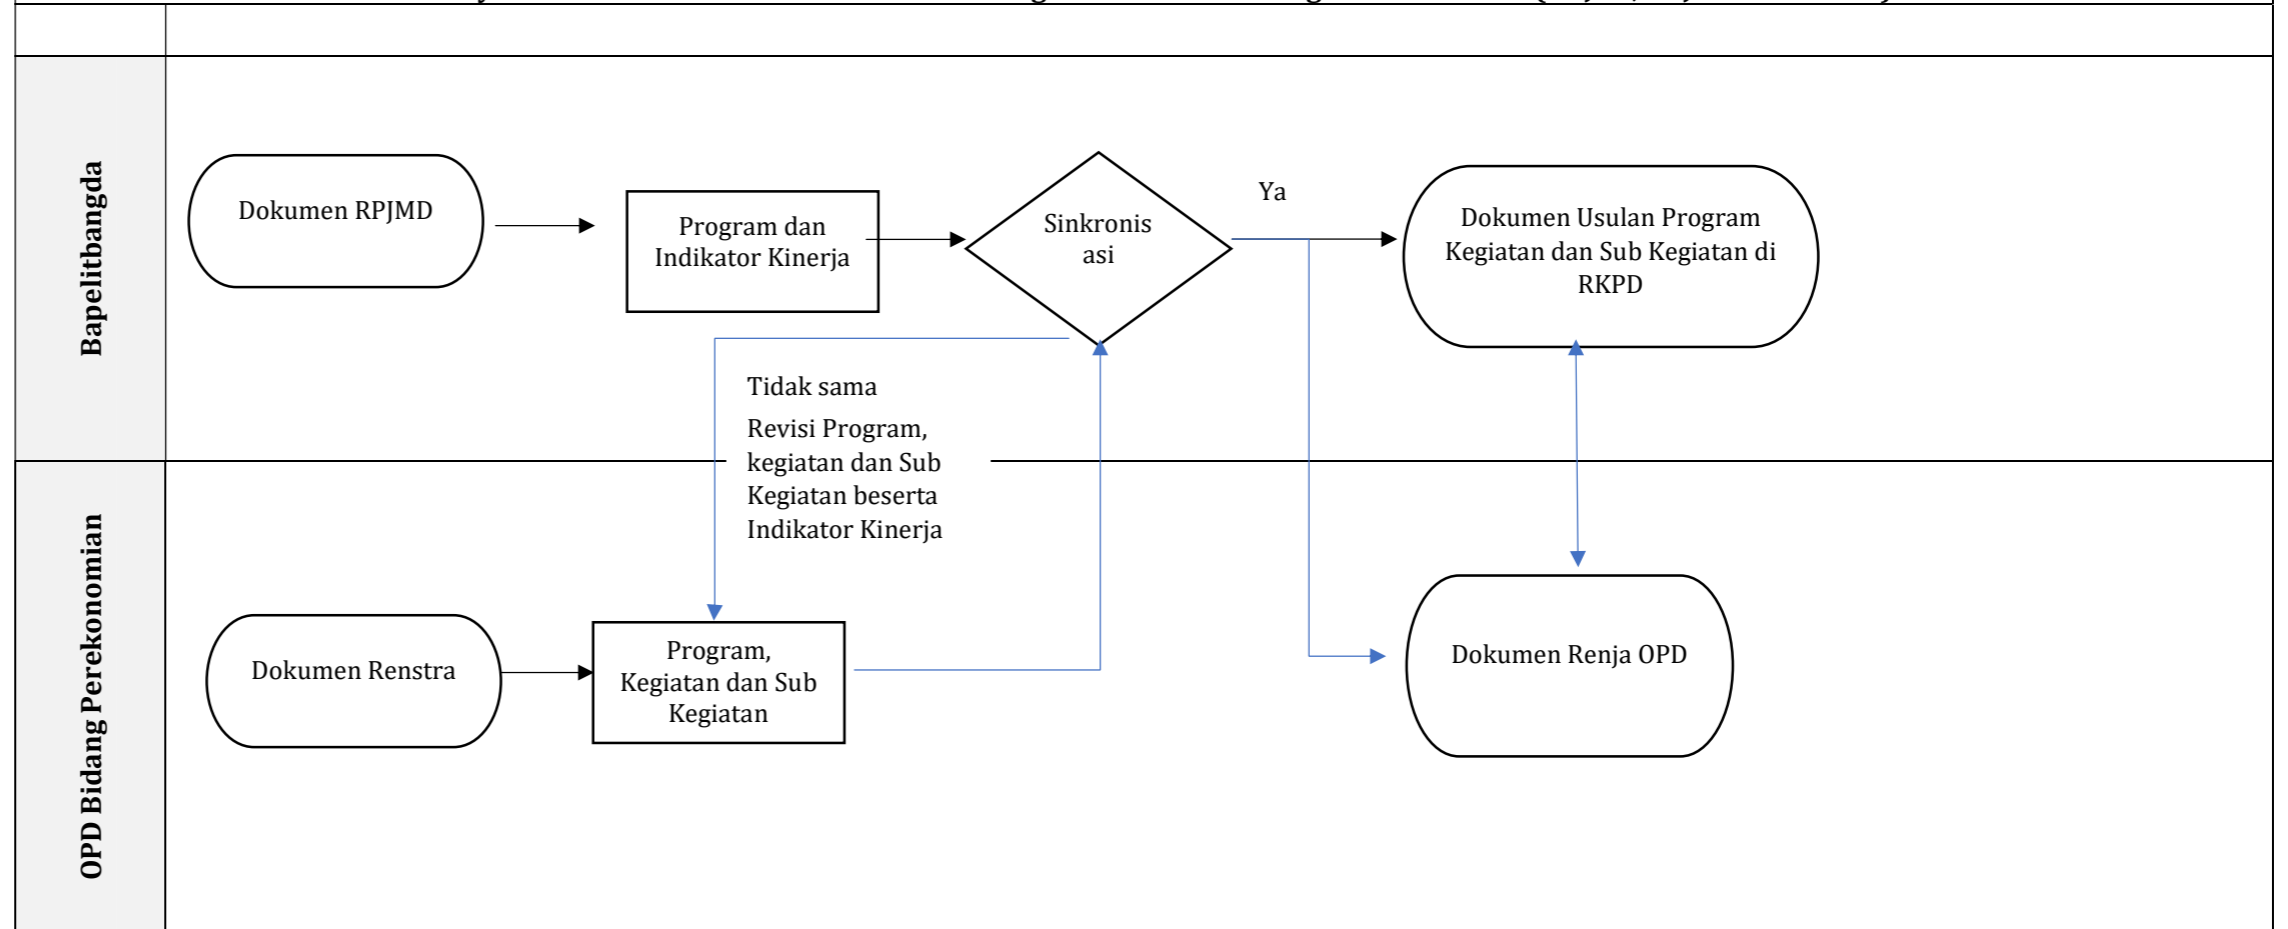 Bapelitbangda
Dokumen RPJMD
Program dan
Indikator Kinerja
Sinkronis
asi
Ya
Dokumen Usulan Program
Kegiatan dan Sub Kegiatan di
RKPD
Tidak sama
Revisi Program,
kegiatan dan Sub
Kegiatan beserta
Indikator Kinerja
OPD Bidang Perekonomian
Dokumen Renstra
Program,
Kegiatan dan Sub
Kegiatan
Dokumen Renja OPD